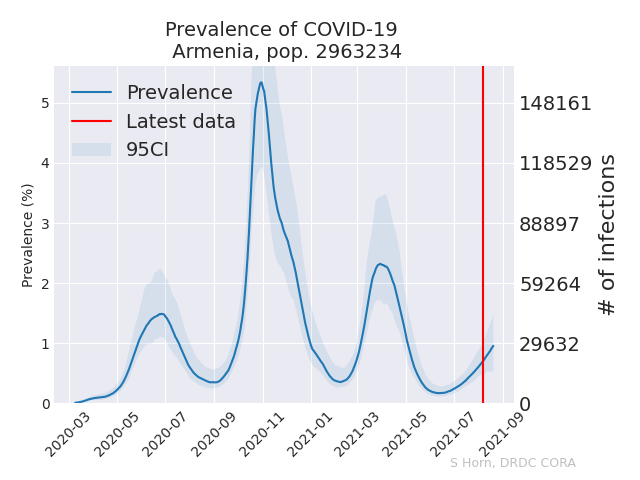 Prevalence of COVID-19
Armenia, pop. 2963234
Prevalence
Latest data
95CI
Prevalence (%)
5
4
3
2
1
0
148161
118529
88897
59264
29632
0
# of infections
2020-03
2020-05
2020-07
2020-09
2020-11
2021-01
2021-03
2021-05
2021-07
2021-09
S Horn, DRDC CORA